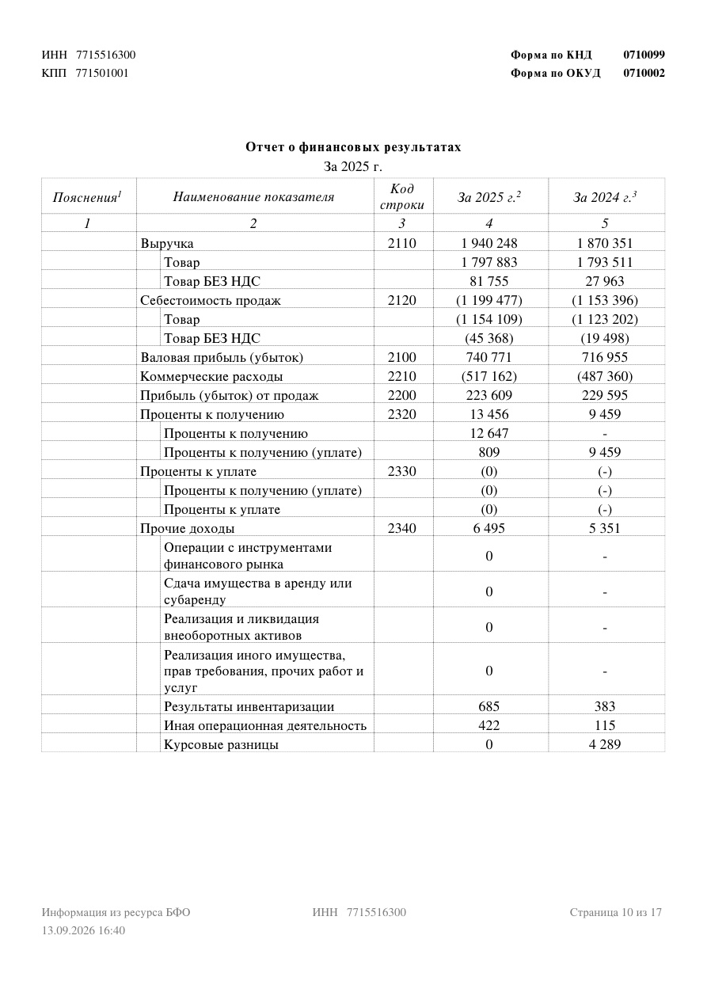 ИНН 7715516300
Форма по КНД 0710099
КПП 771501001
Форма по ОКУД 0710002
Отчет о финансовых результатах
За 2025 г.
Пояснения1 Наименование показателя Код строки За 2025 г.2 За 2024 г.3
1 2 3 4 5
Выручка 2110 1 940 248 1 870 351
Товар 1 797 883 1 793 511
Товар БЕЗ НДС 81 755 27 963
Себестоимость продаж 2120 (1 199 477) (1 153 396)
Товар (1 154 109) (1 123 202)
Товар БЕЗ НДС (45 368) (19 498)
Валовая прибыль (убыток) 2100 740 771 716 955
Коммерческие расходы 2210 (517 162) (487 360)
Прибыль (убыток) от продаж 2200 223 609 229 595
Проценты к получению 2320 13 456 9 459
Проценты к получению 12 647 -
Проценты к получению (уплате) 809 9 459
Проценты к уплате 2330 (0) (-)
Проценты к получению (уплате) (0) (-)
Проценты к уплате (0) (-)
Прочие доходы 2340 6 495 5 351
Операции с инструментами
финансового рынка 0 -
Сдача имущества в аренду или
субаренду 0 -
Реализация и ликвидация
внеоборотных активов 0 -
Реализация иного имущества,
прав требования, прочих работ и 0 -
услуг
Результаты инвентаризации 685 383
Иная операционная деятельность 422 115
Курсовые разницы 0 4 289
Информация из ресурса БФО ИНН 7715516300 Страница 10 из 17
13.09.2026 16:40